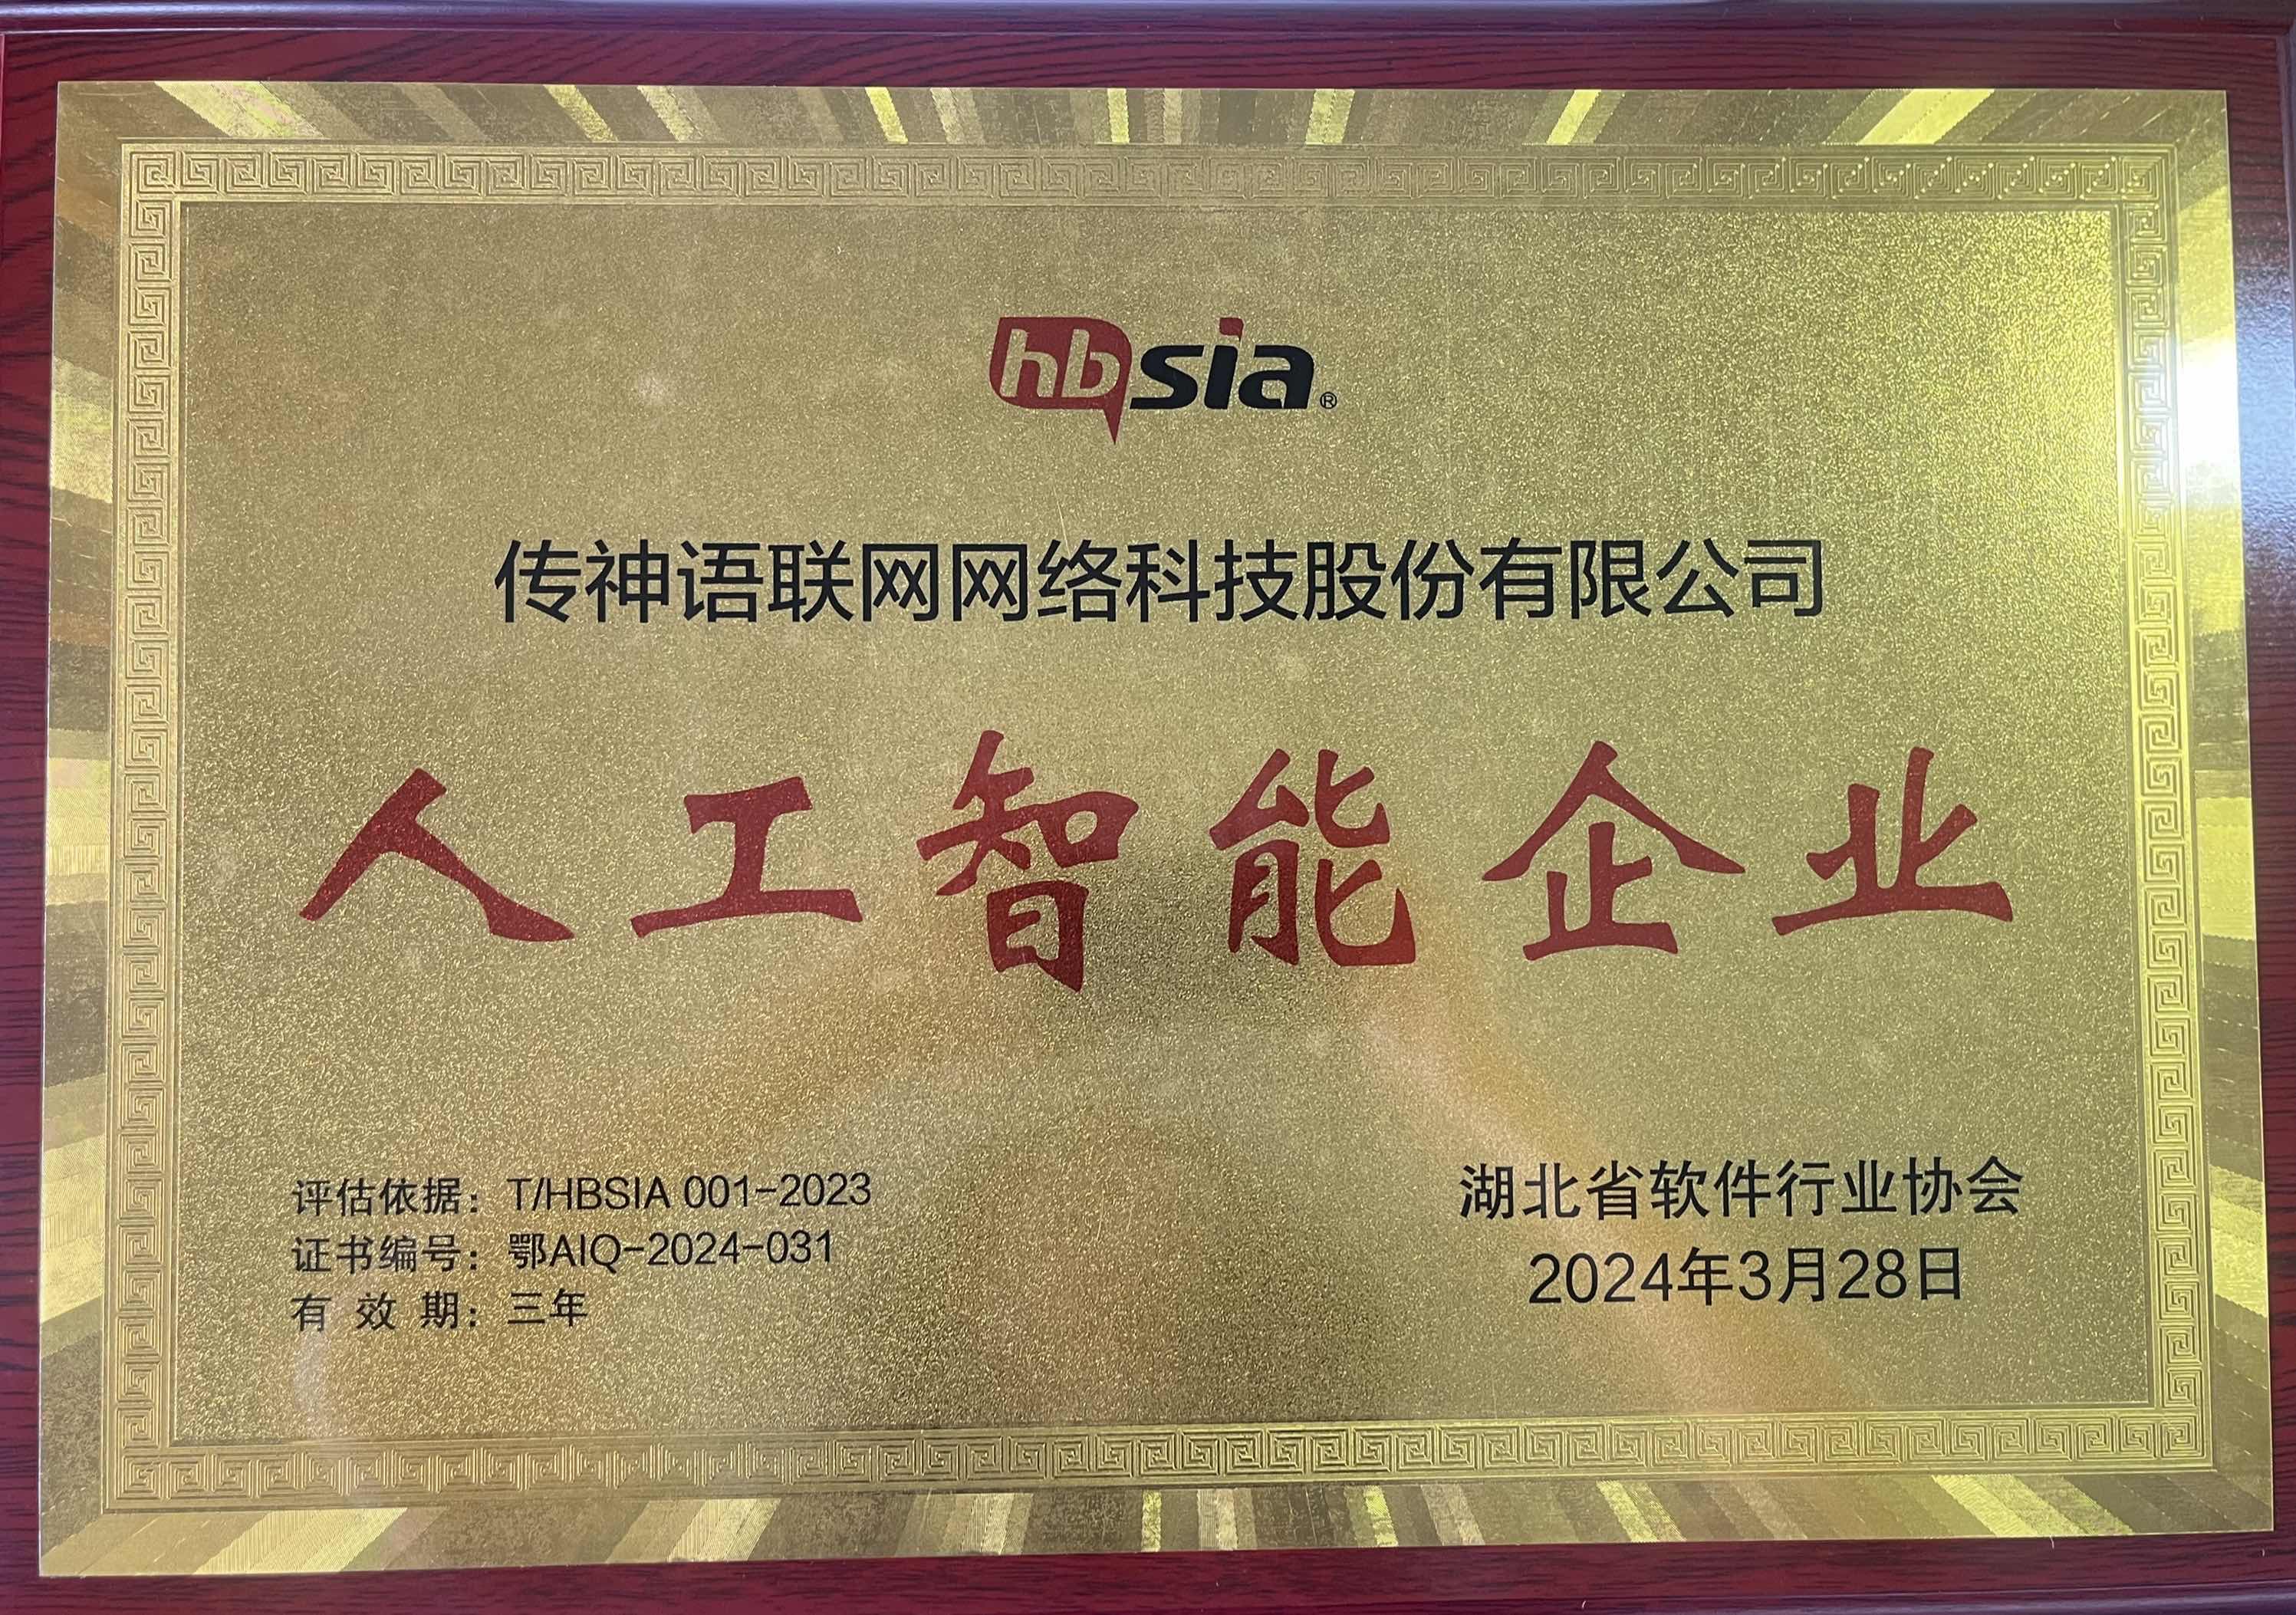 hbsia®
传神语联网网络科技股份有限公司
人工智能企业
评估依据：T/HBSIA 001-2023
证书编号：鄂AIQ-2024-031
有效期：三年
湖北省软件行业协会
2024年3月28日